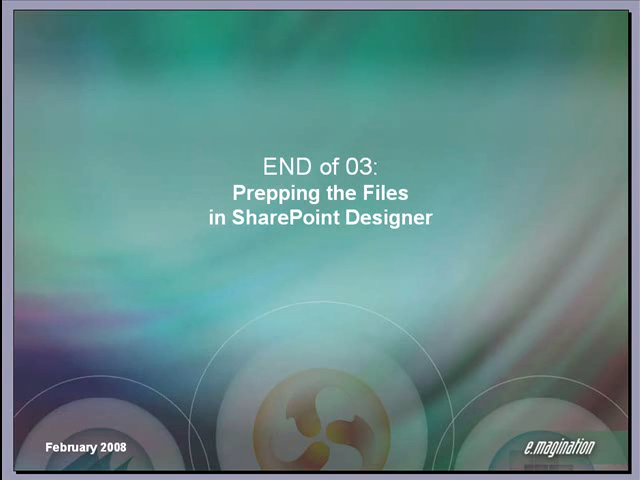 END of 03:
Prepping the Files
in SharePoint Designer
February 2008
e.magination